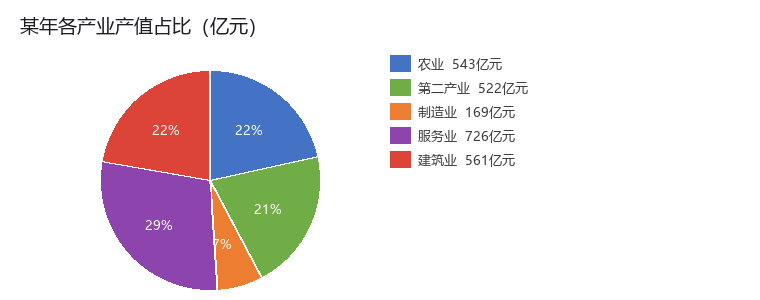 某年各产业产值占比（亿元）
农业 543亿元
第二产业 522亿元
制造业 169亿元
服务业 726亿元
建筑业 561亿元
22%
22%
21%
7%
29%